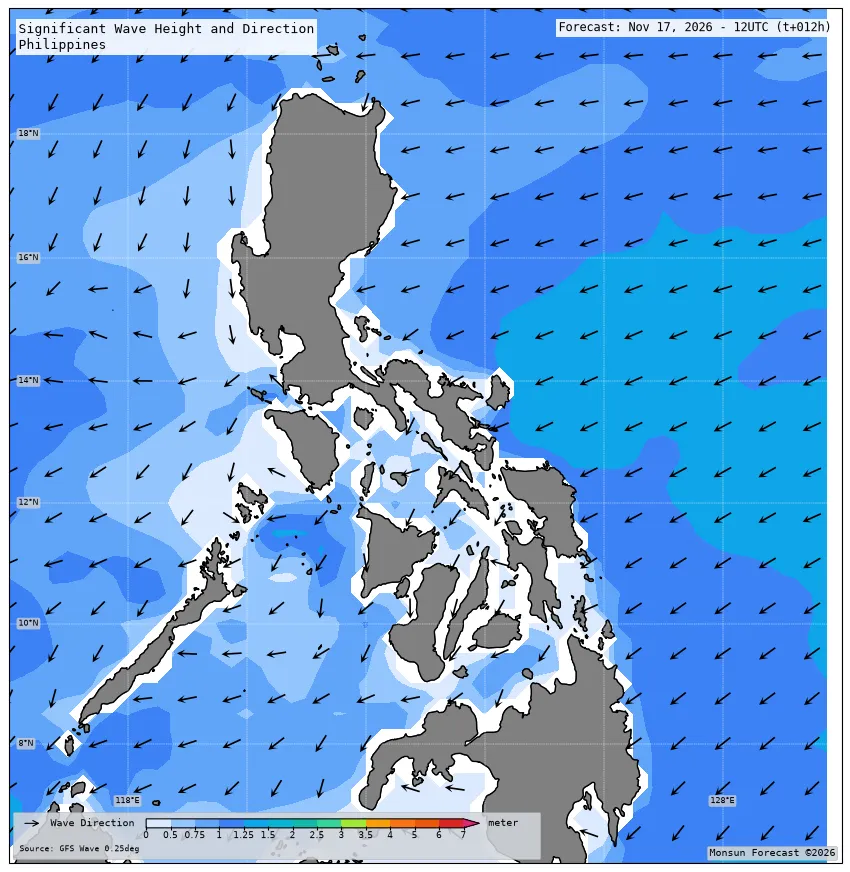 Significant Wave Height and Direction
Philippines
Forecast: Nov 17, 2026 - 12UTC (t+012h)
18°N
16°N
14°N
12°N
10°N
8°N
118°E
128°E
Wave Direction
0 0.5 0.75 1 1.25 1.5 2 2.5 3 3.5 4 5 6 7
meter
Source: GFS Wave 0.25deg
Monsun Forecast ©2026